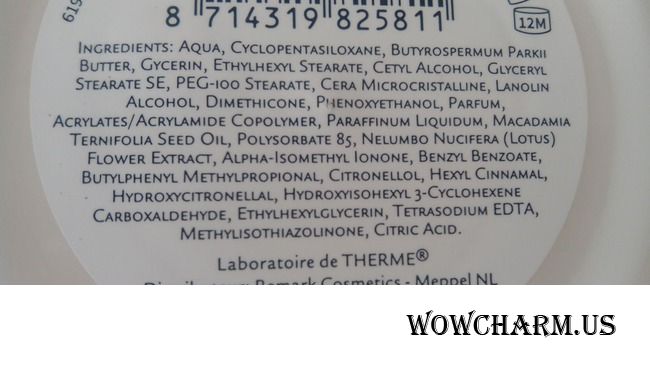 619
8 714319 825811
12M
INGREDIENTS: AQUA, CYCLOPENTASILOXANE, BUTYROSPERMUM PARKII
BUTTER, GYCERIN, ETHYLHEXYL STEARATE, CETYL ALCOHOL, GLYCERYL
STEARATE SE, PEG-100 STEARATE, CERA MICROCRISTALLINE, LANOLIN
ALCOHOL, DIMETHICONE, PHENOXYETHANOL, PARFUM,
ACRYLATES/ACRYLAMIDE COPOLYMER, PARAFFINUM LIQUIDUM, MACADAMIA
TERNIFOLIA SEED OIL, POLYSORBATE 85, NELUMBO NUCIFERA (LOTUS)
FLOWER EXTRACT, ALPHA-ISOMETHYL IONONE, BENZYL BENZOATE,
BUTYLPHENYL METHYLPROPIONAL, CITRONELLOL, HEXYL CINNAMAL,
HYDROXYCITRONELLAL, HYDROXYISOHEXYL 3-CYCLOHEXENE
CARBOXALDEHYDE, ETHYLHEXYLGLYCERIN, TETRASODIUM EDTA,
METHYLISOTHIAZOLINONE, CITRIC ACID.
Laboratoire de THERME®
Cosmetics - Meppel NL
WOWCHARM.US